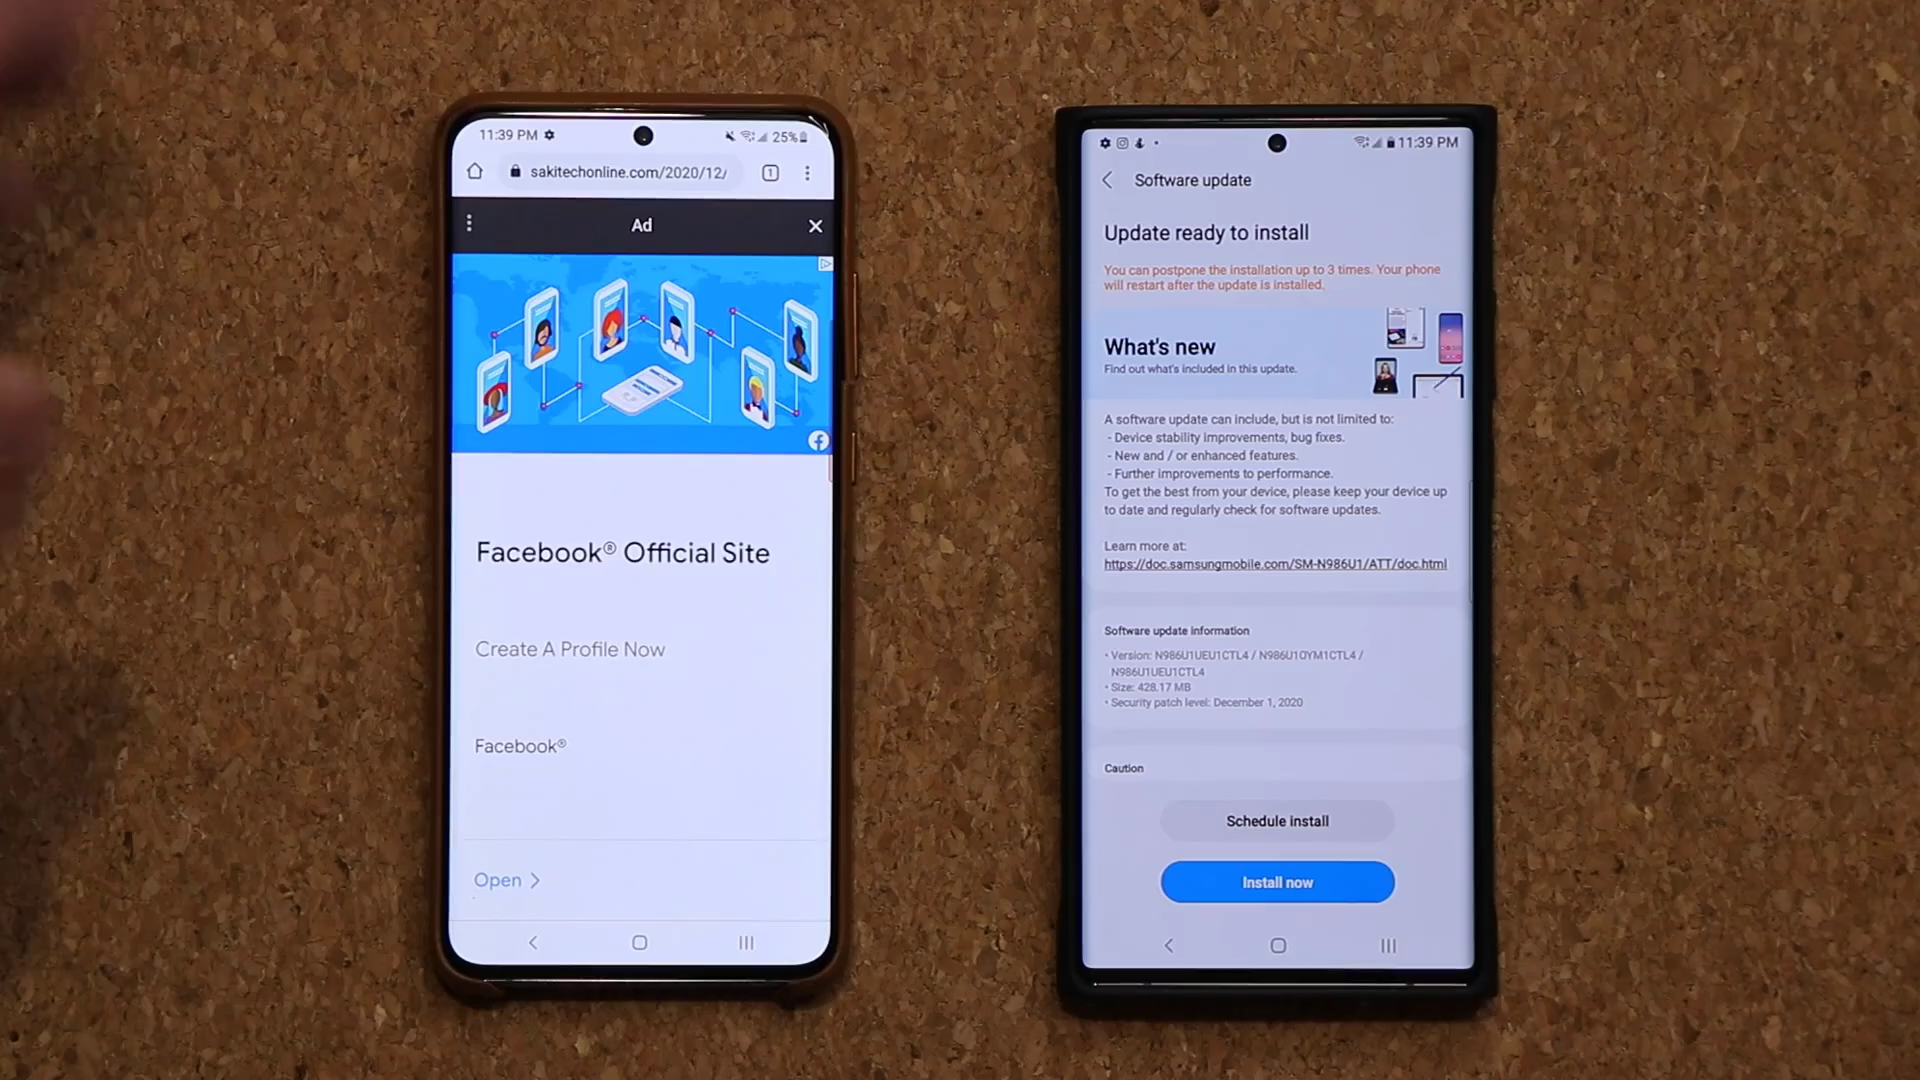 11:39 PM
25%
sakitechonline.com/2020/12/
1
Ad
Facebook® Official Site
Create A Profile Now
Facebook®
Open
11:39 PM
Software update
Update ready to install
You can postpone the installation up to 3 times. Your phone
will restart after the update is installed.
What's new
Find out what's included in this update.
A software update can include, but is not limited to:
- Device stability improvements, bug fixes.
- New and / or enhanced features.
- Further improvements to performance.
To get the best from your device, please keep your device up
to date and regularly check for software updates.
Learn more at:
https://doc.samsungmobile.com/SM-N986U1/ATT/doc.html
Software update information
• Version: N986U1UEU1CTL4 / N986U1OYM1CTL4 /
N986U1UEU1CTL4
• Size: 428.17 MB
• Security patch level: December 1, 2020
Caution
Schedule install
Install now